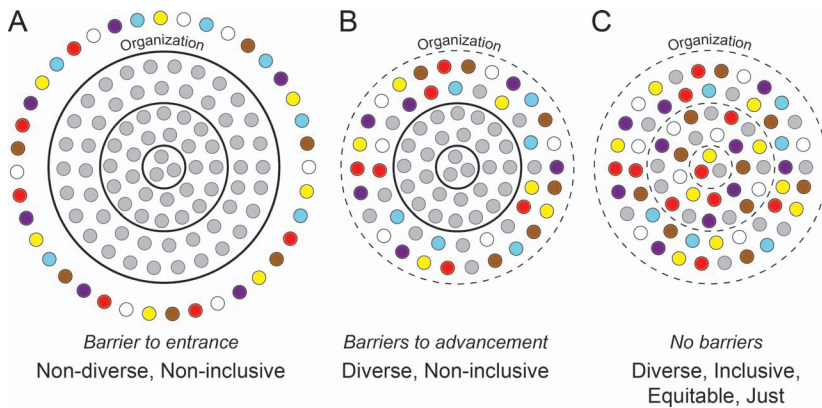 A
B
C
Organization
Organization
Organization
Barrier to entrance
Barriers to advancement
No barriers
Non-diverse, Non-inclusive
Diverse, Non-inclusive
Diverse, Inclusive,
Equitable, Just